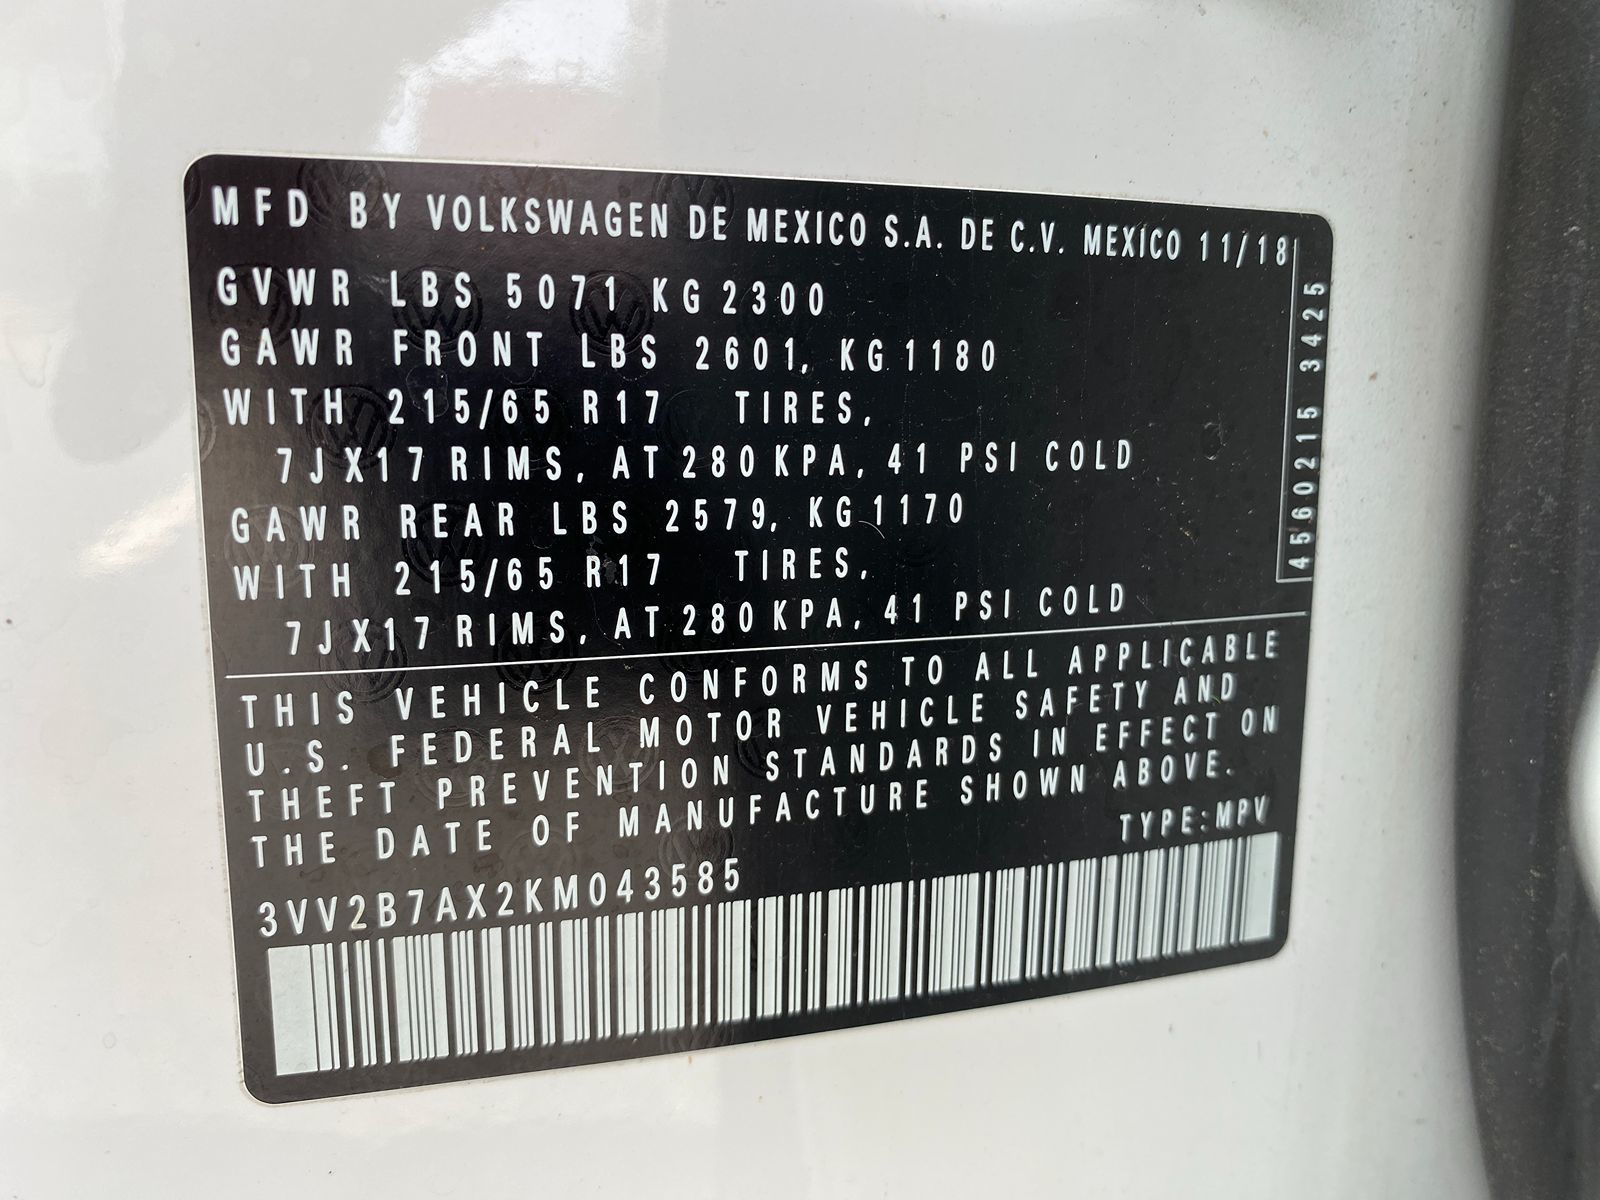 MFD BY VOLKSWAGEN DE MEXICO S.A. DE C.V. MEXICO 11/18
GVWR LBS 5071 KG 2300
GAWR FRONT LBS 2601, KG 1180
WITH 215/65 R17 TIRES,
7JX17 RIMS, AT 280 KPA, 41 PSI COLD
GAWR REAR LBS 2579, KG 1170
WITH 215/65 R17 TIRES,
7JX17 RIMS, AT 280 KPA, 41 PSI COLD
4560215 3425
THIS VEHICLE CONFORMS TO ALL APPLICABLE
U.S. FEDERAL MOTOR VEHICLE SAFETY AND
THEFT PREVENTION STANDARDS IN EFFECT ON
THE DATE OF MANUFACTURE SHOWN ABOVE.
TYPE:MPV
3VV2B7AX2KM043585